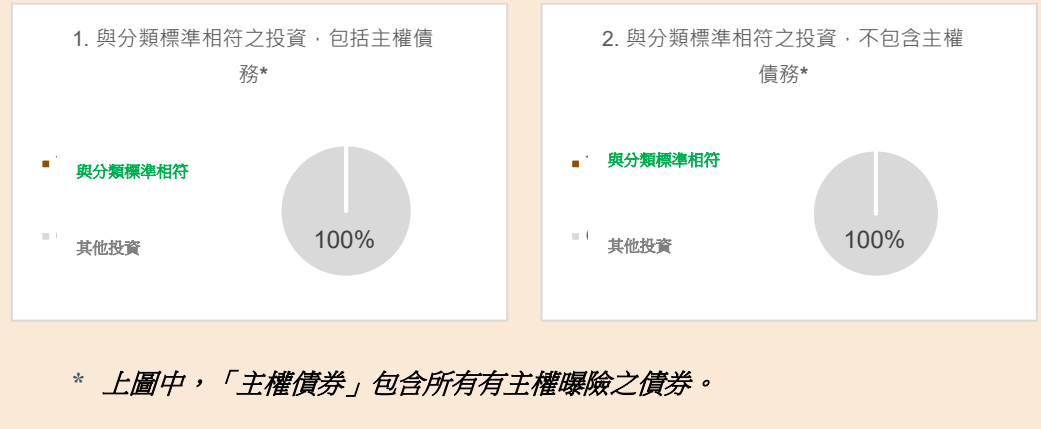 1. 與分類標準相符之投資，包括主權債
務*
與分類標準相符
其他投資
100%
2. 與分類標準相符之投資，不包含主權
債務*
與分類標準相符
其他投資
100%
* 上圖中，「主權債券」包含所有有主權曝險之債券。